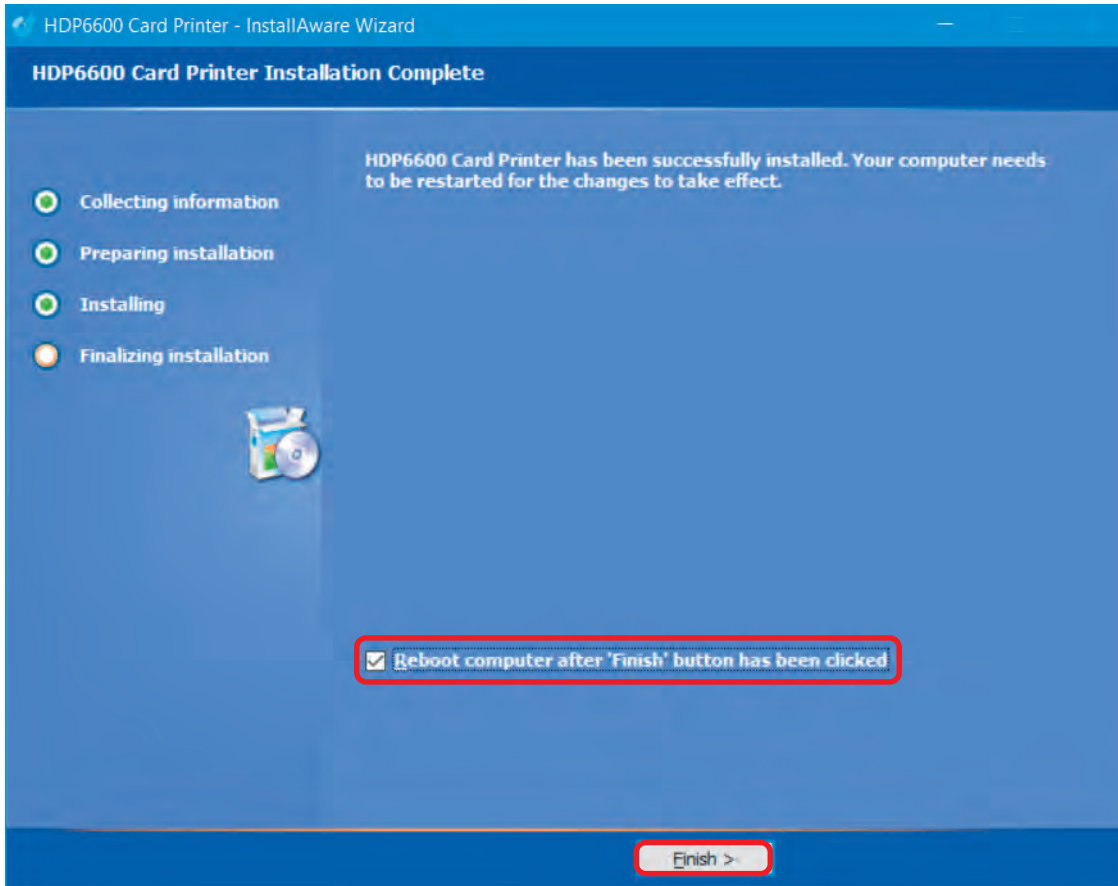 HDP6600 Card Printer - InstallAware Wizard
HDP6600 Card Printer Installation Complete
HDP6600 Card Printer has been successfully installed. Your computer needs
to be restarted for the changes to take effect.
Collecting information
Preparing installation
Installing
Finalizing installation
Reboot computer after 'Finish' button has been clicked
Finish >